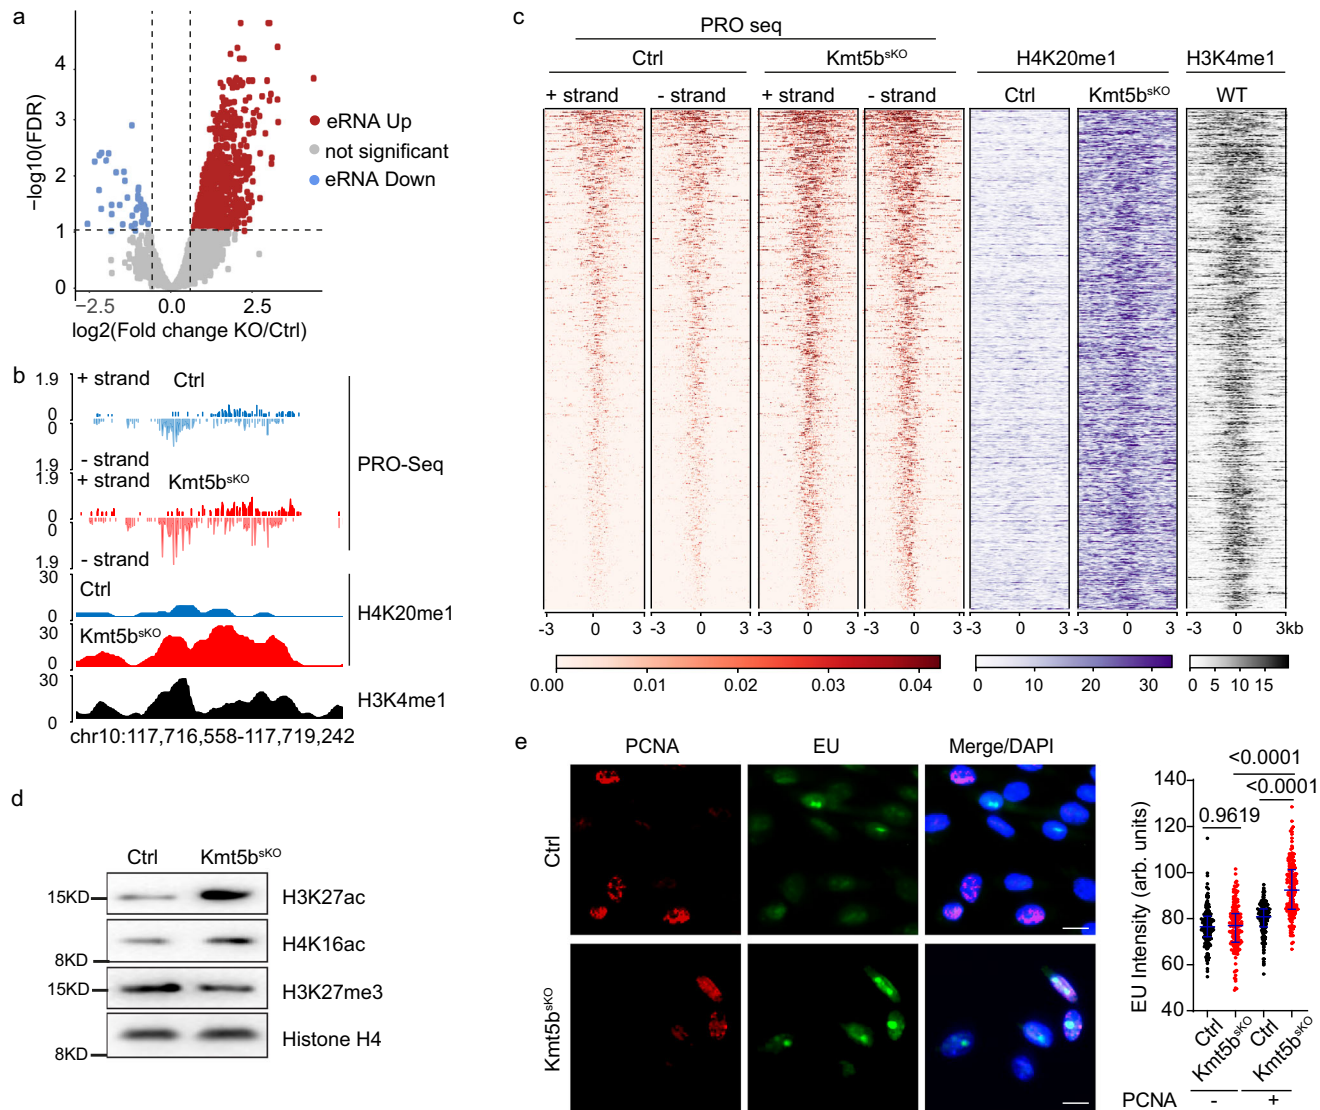 a
−log10(FDR)
4
3
2
1
0
−2.5
0.0
2.5
log2(Fold change KO/Ctrl)
eRNA Up
not significant
eRNA Down
b
1.9
+ strand
Ctrl
0
0
- strand
1.9
1.9
+ strand
Kmt5bsKO
0
0
- strand
1.9
PRO-Seq
30
Ctrl
0
H4K20me1
30
Kmt5bsKO
0
30
0
H3K4me1
chr10:117,716,558-117,719,242
c
PRO seq
Ctrl
Kmt5bsKO
H4K20me1
H3K4me1
+ strand
- strand
+ strand
- strand
Ctrl
Kmt5bsKO
WT
-3 0 3
-3 0 3
-3 0 3
-3 0 3
-3 0 3
-3 0 3
-3 0 3kb
0.00 0.01 0.02 0.03 0.04
0 10 20 30
0 5 10 15
d
Ctrl
Kmt5bsKO
15KD
H3K27ac
H4K16ac
8KD
15KD
H3K27me3
Histone H4
8KD
e
PCNA
EU
Merge/DAPI
Ctrl
Kmt5bsKO
EU Intensity (arb. units)
140
120
100
80
60
40
<0.0001
<0.0001
0.9619
Ctrl
Kmt5bsKO
Ctrl
Kmt5bsKO
PCNA - +